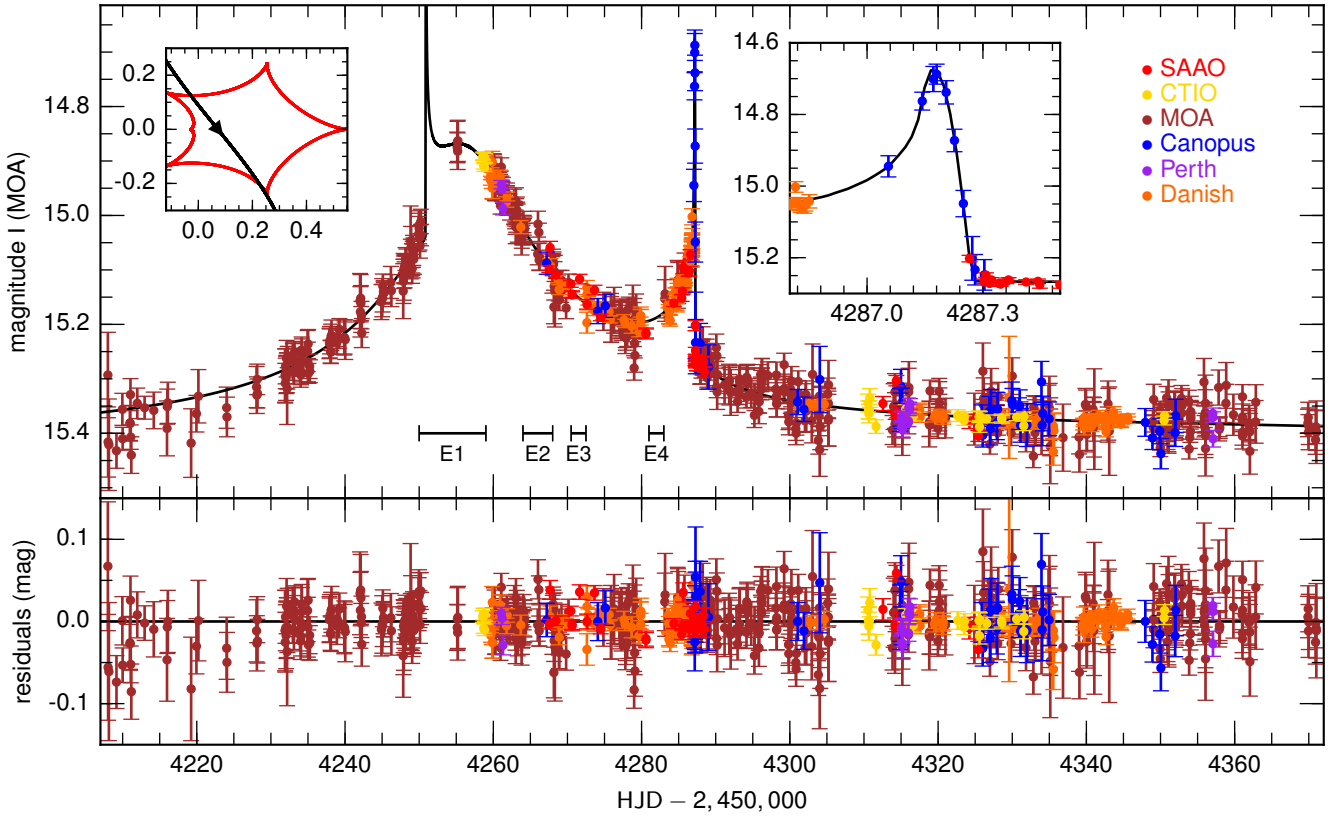 magnitude I (MOA)
14.8
15.0
15.2
15.4
0.2
0.0
-0.2
0.0 0.2 0.4
14.6
14.8
15.0
15.2
4287.0 4287.3
SAAO
CTIO
MOA
Canopus
Perth
Danish
E1 E2 E3 E4
residuals (mag)
0.1
0.0
-0.1
4220 4240 4260 4280 4300 4320 4340 4360
HJD − 2,450,000